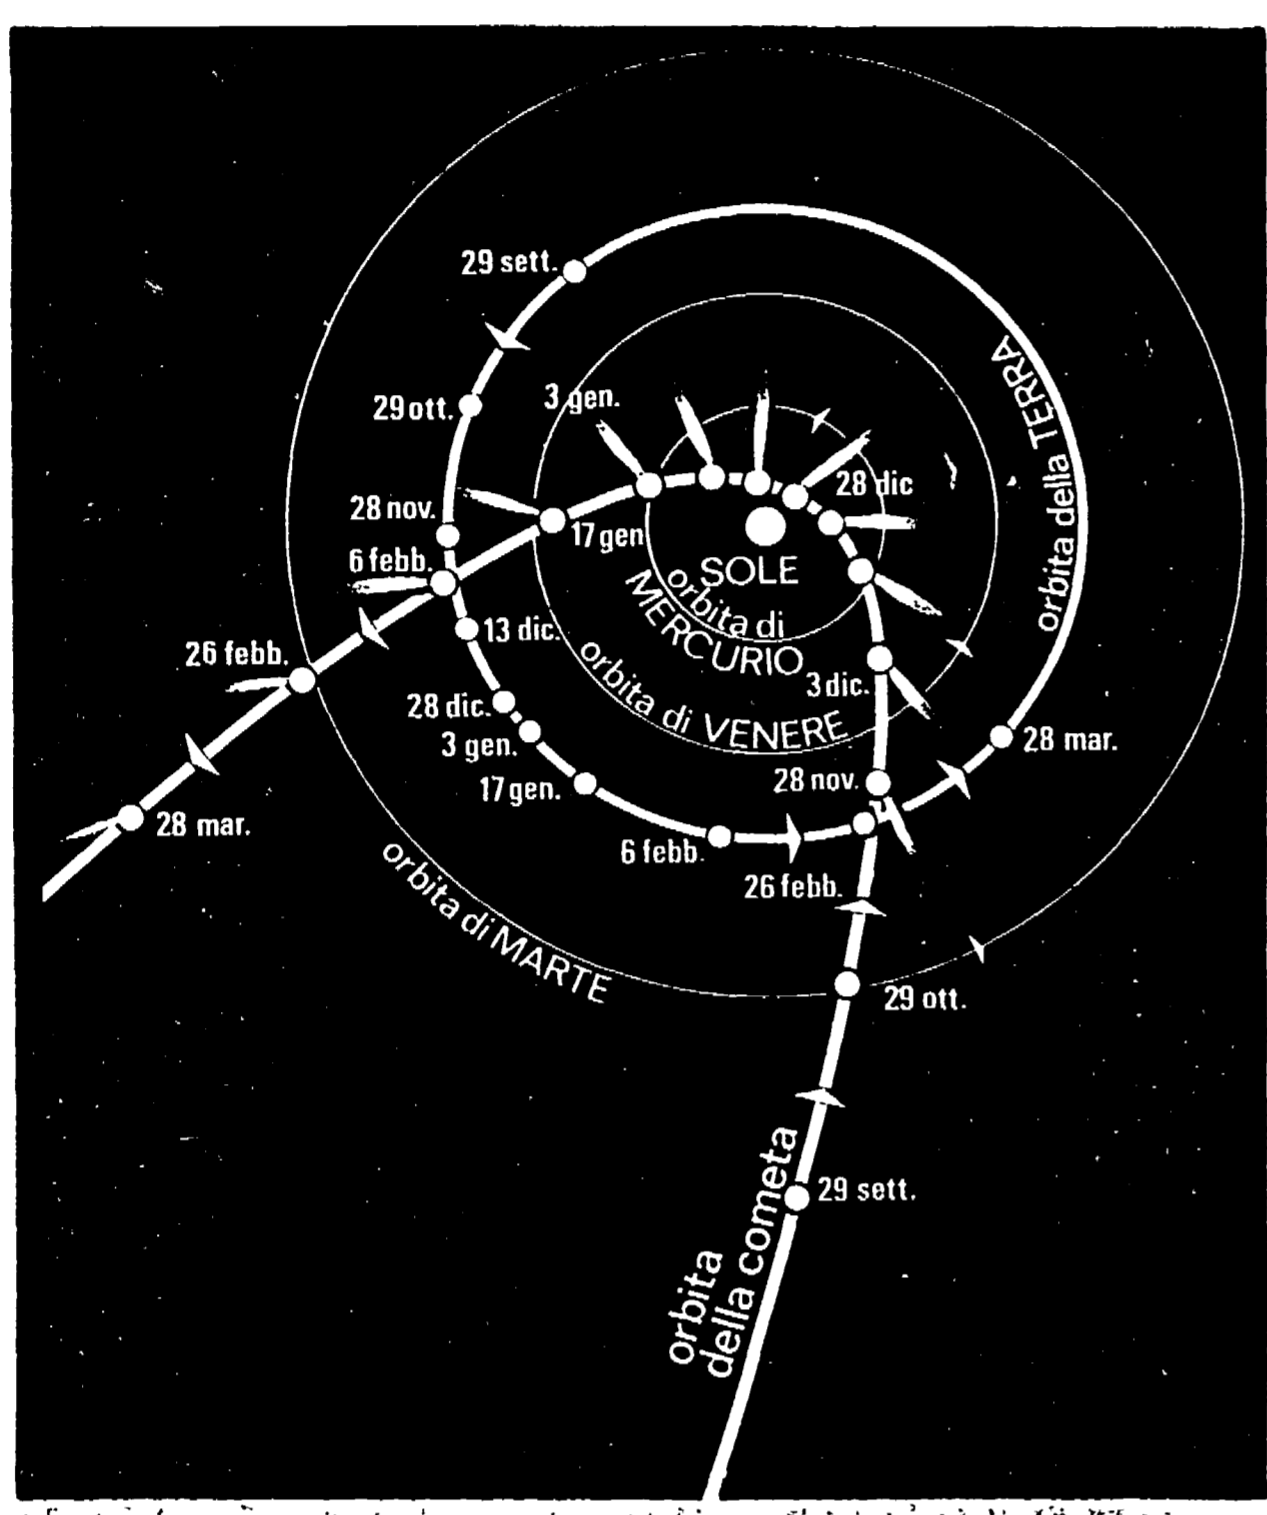 29 sett.
orbita della TERRA
29 ott.
3 gen.
28 dic
28 nov.
17 gen
6 febb.
SOLE
orbita di
MERCURIO
13 dic.
26 febb.
orbita di VENERE
3 dic.
28 dic.
3 gen.
28 mar.
17 gen.
28 nov.
28 mar.
6 febb.
26 febb.
orbita di MARTE
29 ott.
29 sett.
orbita
della cometa